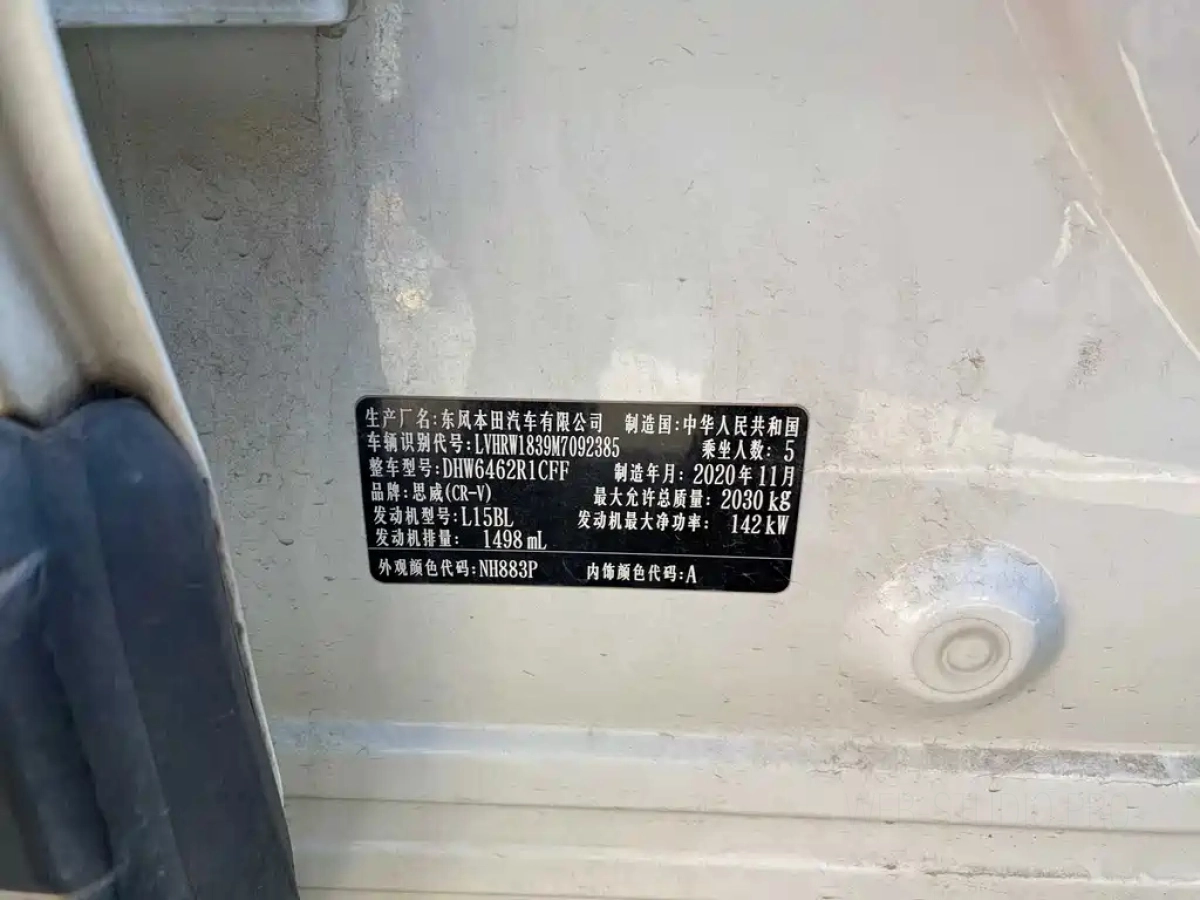 生产厂名:东风本田汽车有限公司 制造国:中华人民共和国
车辆识别代号:LVHRW1839M7092385 乘坐人数: 5
整车型号:DHW6462R1CFF 制造年月: 2020年11月
品牌:思威(CR-V) 最大允许总质量: 2030kg
发动机型号:L15BL 发动机最大净功率: 142kW
发动机排量: 1498mL
外观颜色代码:NH883P 内饰颜色代码:A